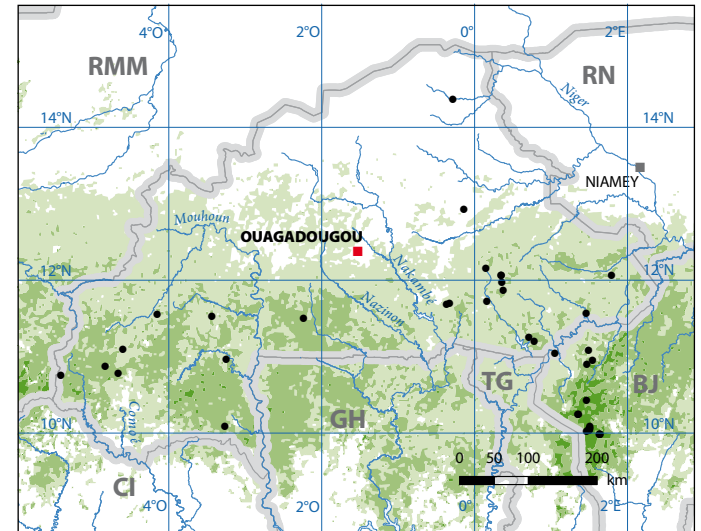 4°O 2°O 0° 2°E
RMM RN
Niger
14°N 14°N
NIAMEY
Mouhoun
OUAGADOUGOU
Nakambé
12°N 12°N
Nazinon
TG BJ
Comoé
GH
10°N 10°N
0 50 100 200
km
CI
4°O 2°O 0° 2°E